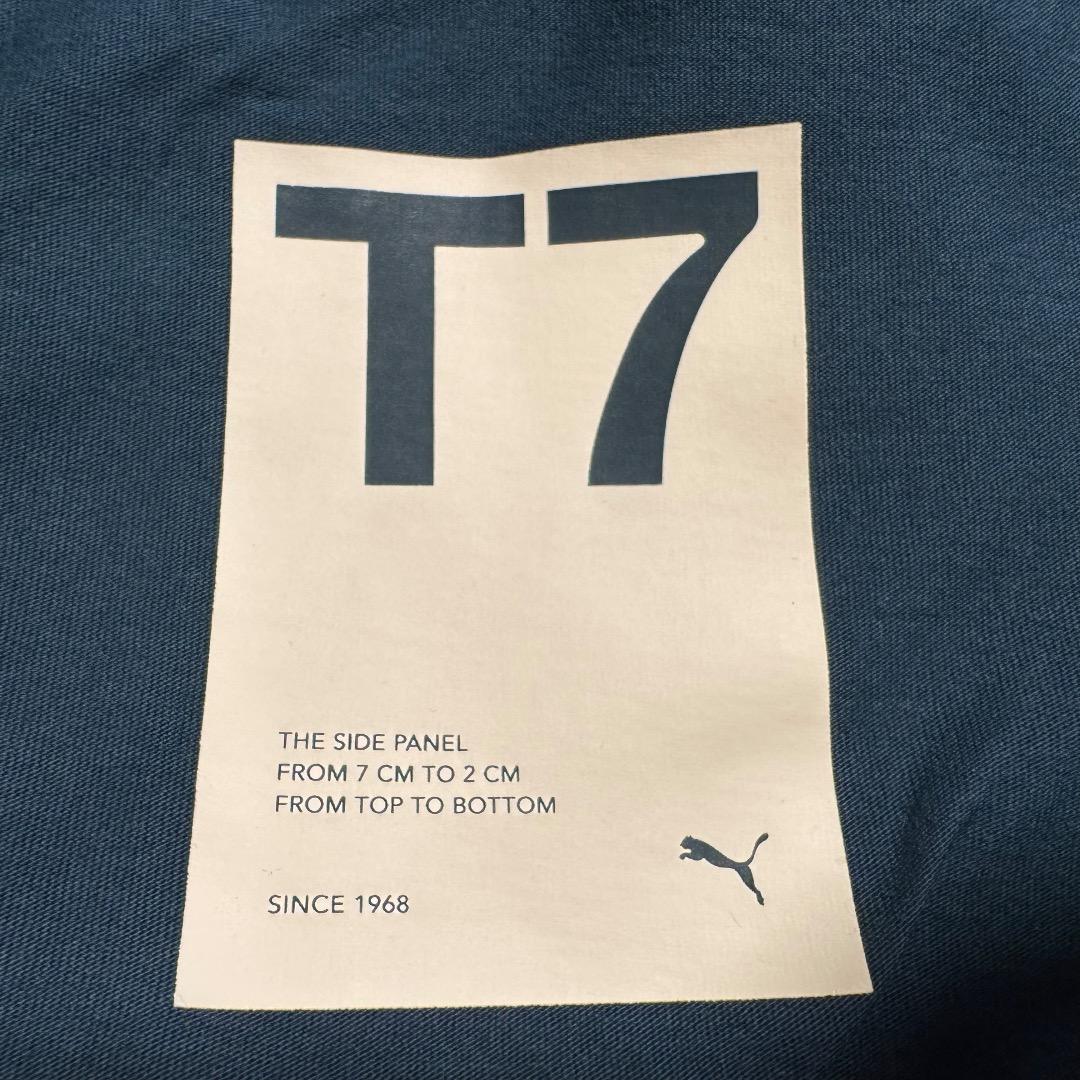 T7
THE SIDE PANEL
FROM 7 CM TO 2 CM
FROM TOP TO BOTTOM
SINCE 1968